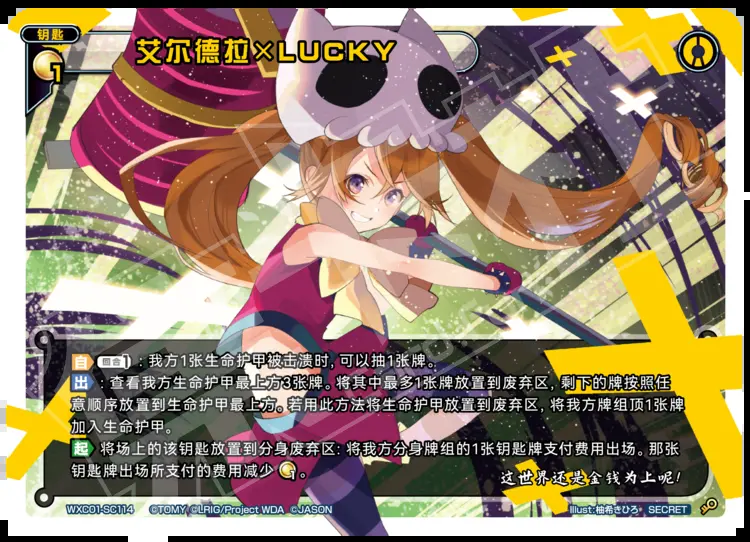 钥匙
1
艾尔德拉×LUCKY
自 回合1：我方1张生命护甲被击溃时，可以抽1张牌。
出：查看我方生命护甲最上方3张牌。将其中最多1张牌放置到废弃区，剩下的牌按照任
意顺序放置到生命护甲最上方。若用此方法将生命护甲放置到废弃区，将我方牌组顶1张牌
加入生命护甲。
起 将场上的该钥匙放置到分身废弃区：将我方分身牌组的1张钥匙牌支付费用出场。那张
钥匙牌出场所支付的费用减少1。
这世界还是金钱为上呢！
WXC01-SC114 ©TOMY ©LRIG/Project WDA ©JASON Illust:柚希きひろ SECRET